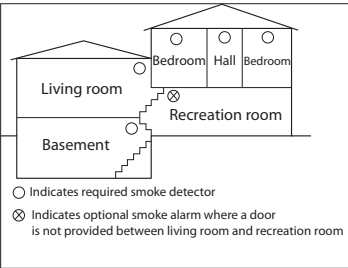 Bedroom Hall Bedroom
Living room
Recreation room
Basement
Indicates required smoke detector
Indicates optional smoke alarm where a door
is not provided between living room and recreation room